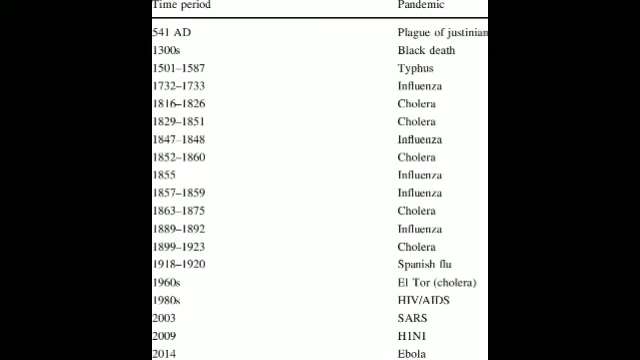 Time period Pandemic
541 AD Plague of justinian
1300s Black death
1501–1587 Typhus
1732–1733 Influenza
1816–1826 Cholera
1829–1851 Cholera
1847–1848 Influenza
1852–1860 Cholera
1855 Influenza
1857–1859 Influenza
1863–1875 Cholera
1889–1892 Influenza
1899–1923 Cholera
1918–1920 Spanish flu
1960s El Tor (cholera)
1980s HIV/AIDS
2003 SARS
2009 H1N1
2014 Ebola